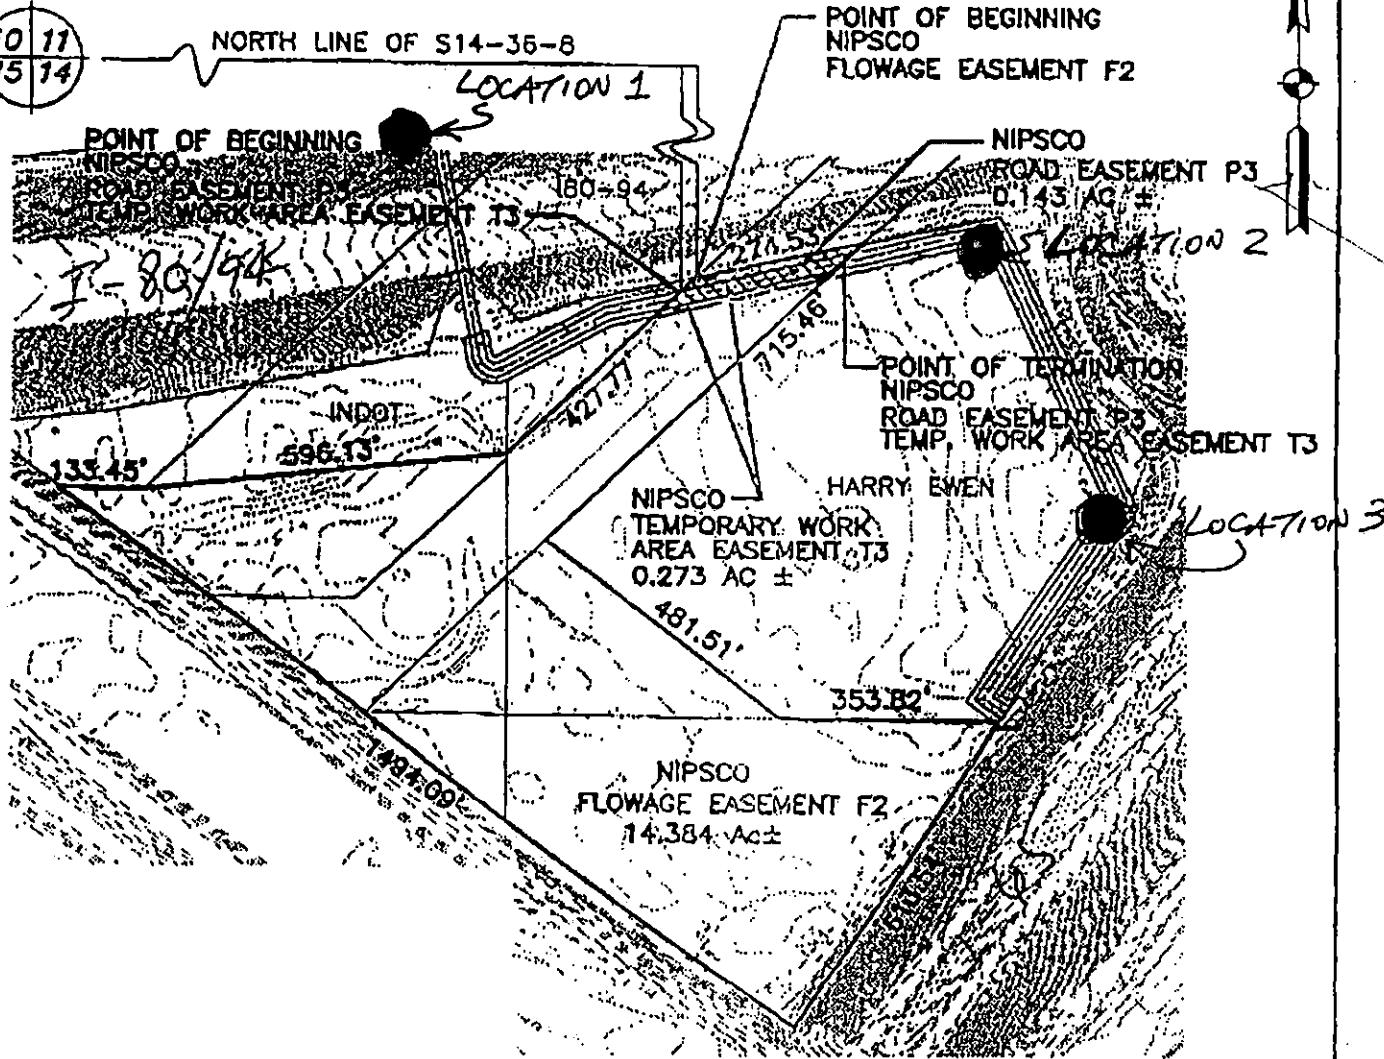 10 11
15 14
NORTH LINE OF S14-36-8
LOCATION 1
POINT OF BEGINNING
NIPSCO
FLOWAGE EASEMENT F2
POINT OF BEGINNING
NIPSCO
ROAD EASEMENT P3
TEMP. WORK AREA EASEMENT T3
I80-94
NIPSCO
ROAD EASEMENT P3
0.143 AC ±
LOCATION 2
I-80/94
715.46'
POINT OF TERMINATION
NIPSCO
ROAD EASEMENT P3
TEMP. WORK AREA EASEMENT T3
INDOT
427.77'
133.45'
596.13'
HARRY EWEN
NIPSCO
TEMPORARY WORK
AREA EASEMENT T3
0.273 AC ±
LOCATION 3
481.51'
353.82'
1494.09'
NIPSCO
FLOWAGE EASEMENT F2
14.384 Ac±